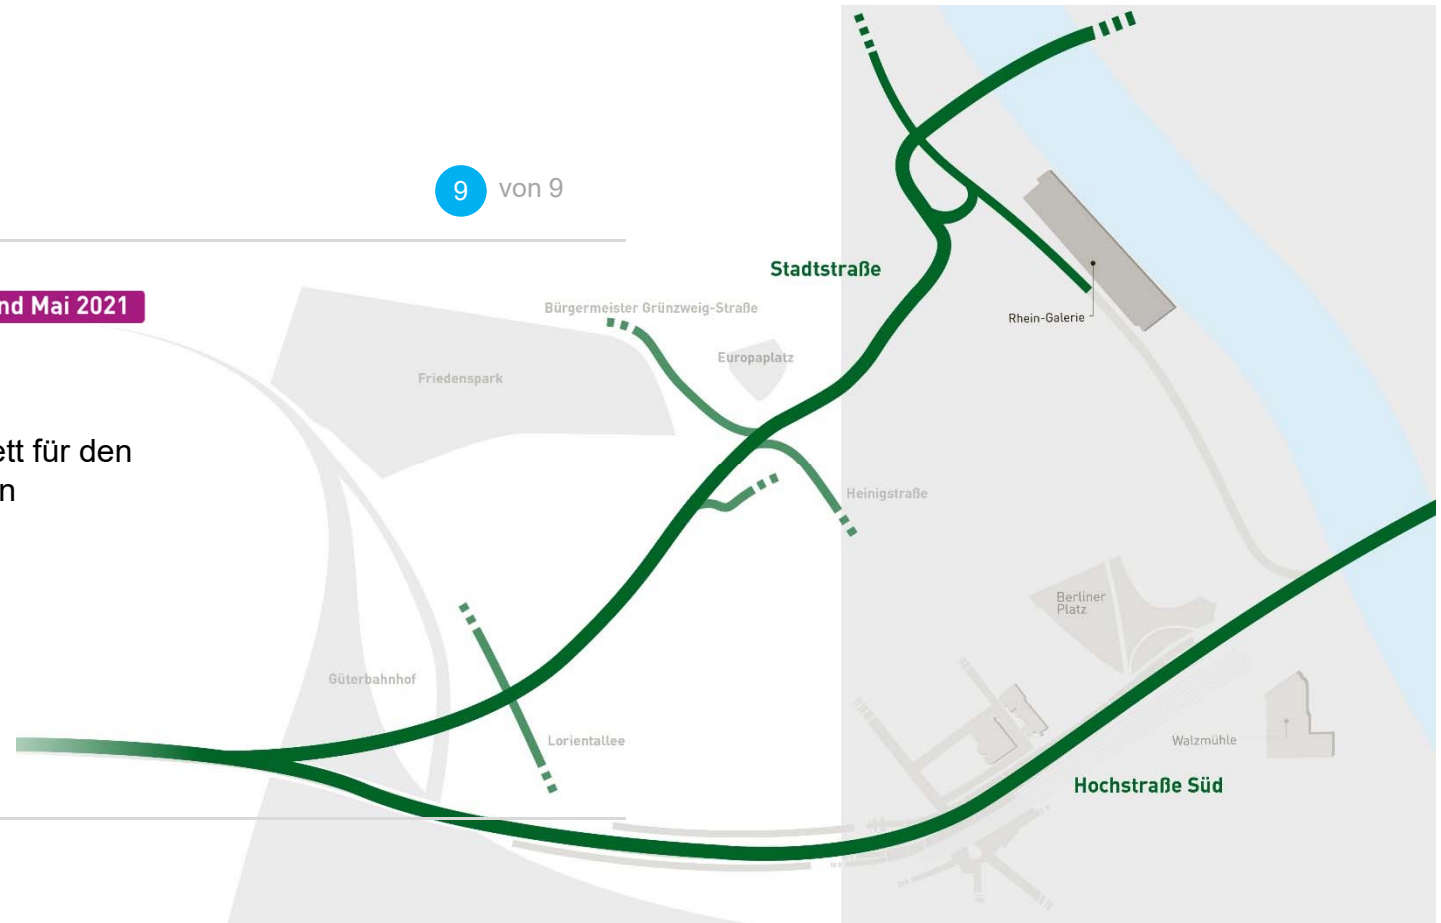 9 von 9
Stadtstraße
nd Mai 2021
Bürgermeister Grünzweig-Straße
Rhein-Galerie
Europaplatz
Friedenspark
ett für den
n
Heinigstraße
Berliner
Platz
Güterbahnhof
Lorientallee
Walzmühle
Hochstraße Süd